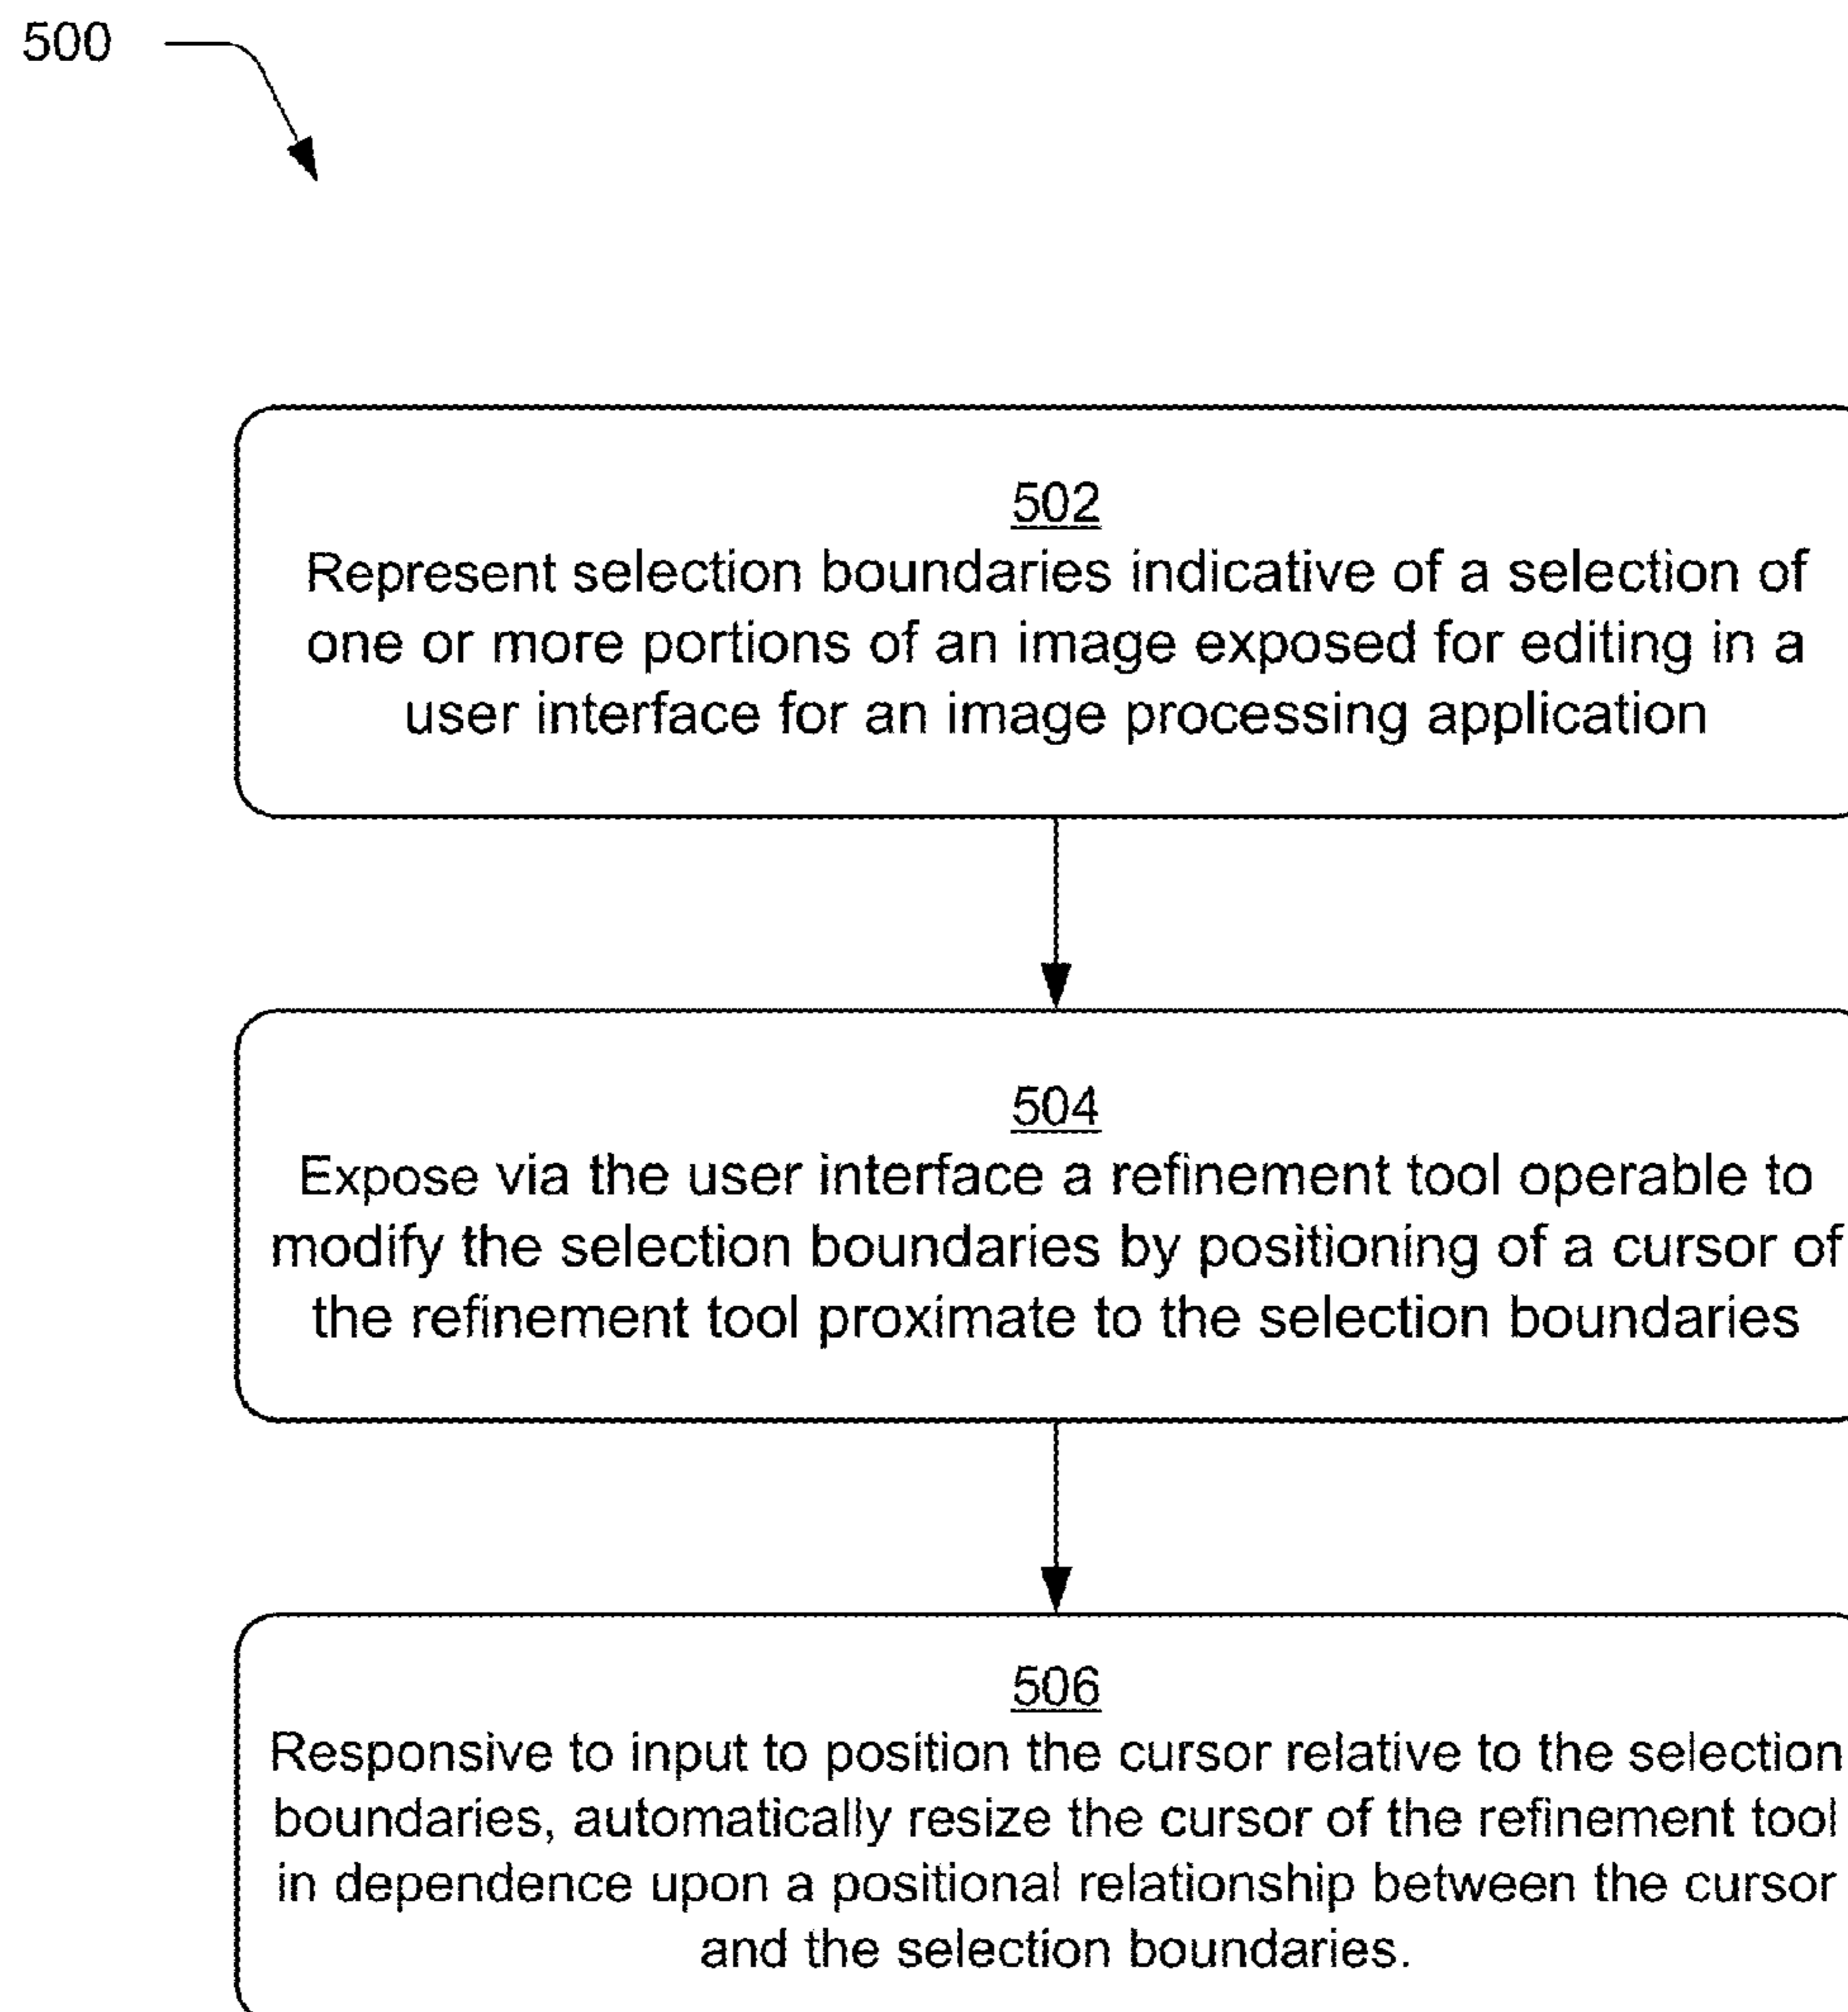 500
502
Represent selection boundaries indicative of a selection of
one or more portions of an image exposed for editing in a
user interface for an image processing application
504
Expose via the user interface a refinement tool operable to
modify the selection boundaries by positioning of a cursor of
the refinement tool proximate to the selection boundaries
506
Responsive to input to position the cursor relative to the selection
boundaries, automatically resize the cursor of the refinement tool
in dependence upon a positional relationship between the cursor
and the selection boundaries.